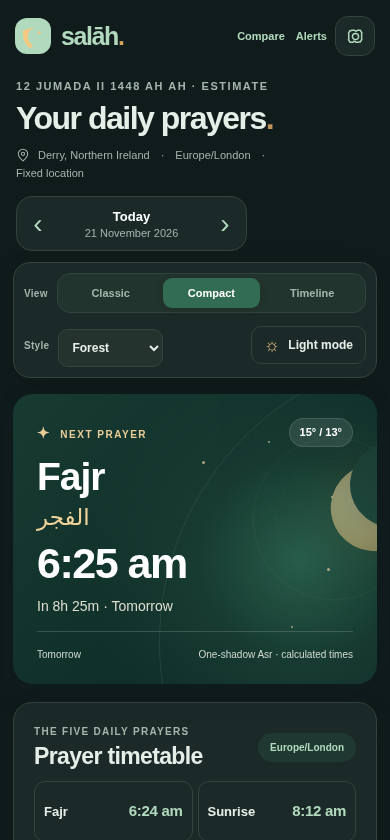 salāh.
Compare Alerts
12 JUMADA II 1448 AH AH · ESTIMATE
Your daily prayers.
Derry, Northern Ireland · Europe/London ·
Fixed location
‹ Today ›
21 November 2026
View Classic Compact Timeline
Style Forest Light mode
NEXT PRAYER 15° / 13°
Fajr
الفجر
6:25 am
In 8h 25m · Tomorrow
Tomorrow One-shadow Asr · calculated times
THE FIVE DAILY PRAYERS
Prayer timetable Europe/London
Fajr 6:24 am Sunrise 8:12 am